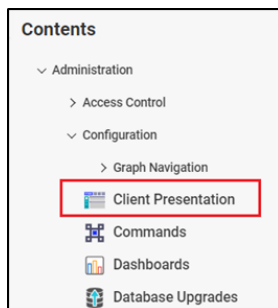 Contents
Administration
Access Control
Configuration
Graph Navigation
Client Presentation
Commands
Dashboards
Database Upgrades